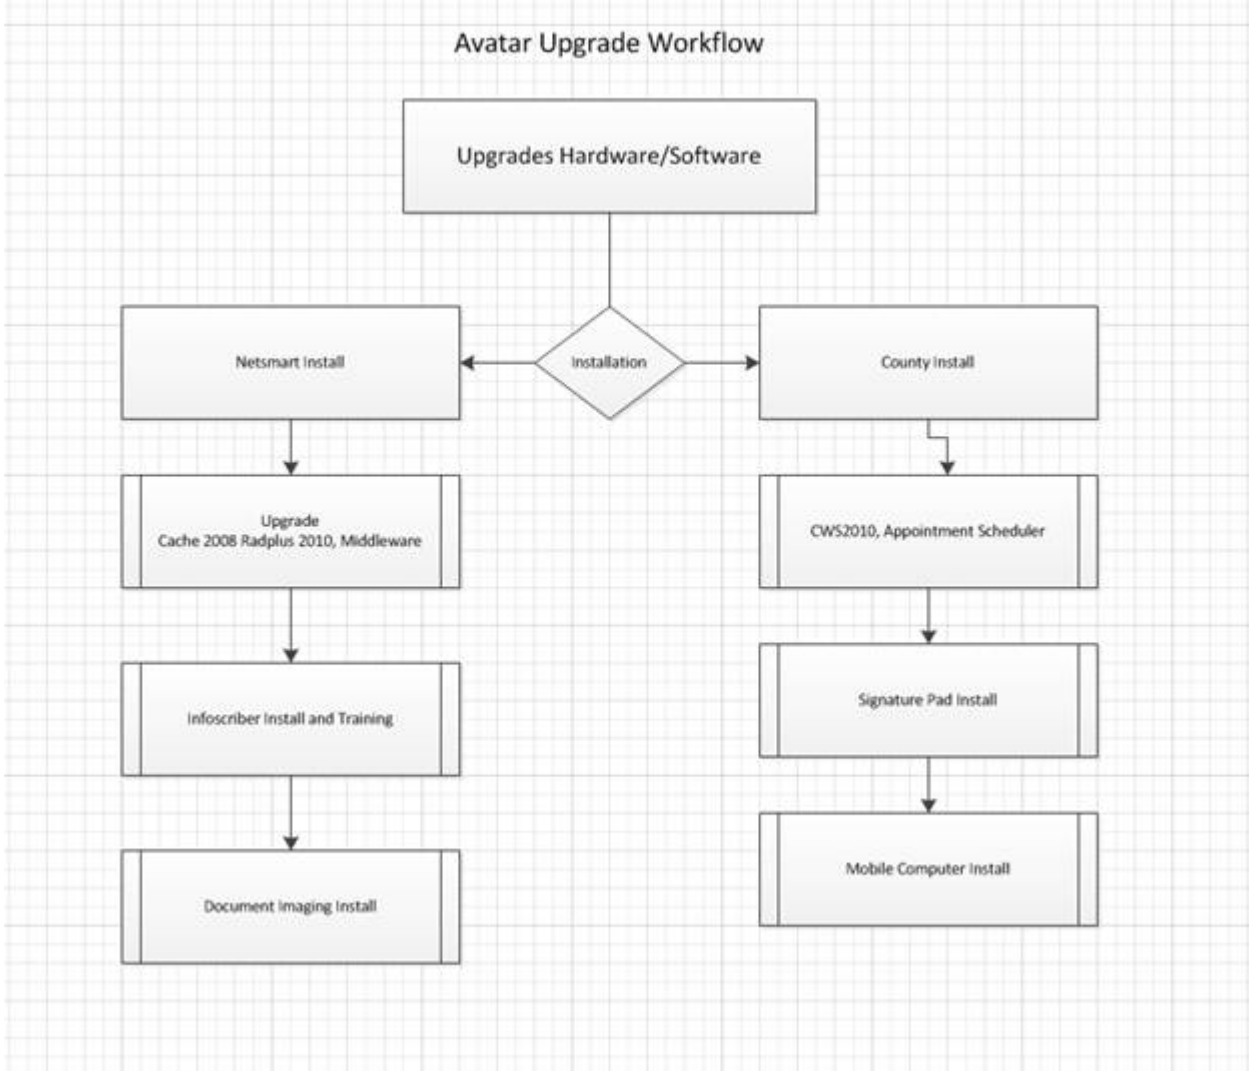 Avatar Upgrade Workflow
Upgrades Hardware/Software
Netsmart Install
Installation
County Install
Upgrade
Cache 2008 Radplus 2010, Middleware
CWS2010, Appointment Scheduler
Infoscriber Install and Training
Signature Pad Install
Document Imaging Install
Mobile Computer Install